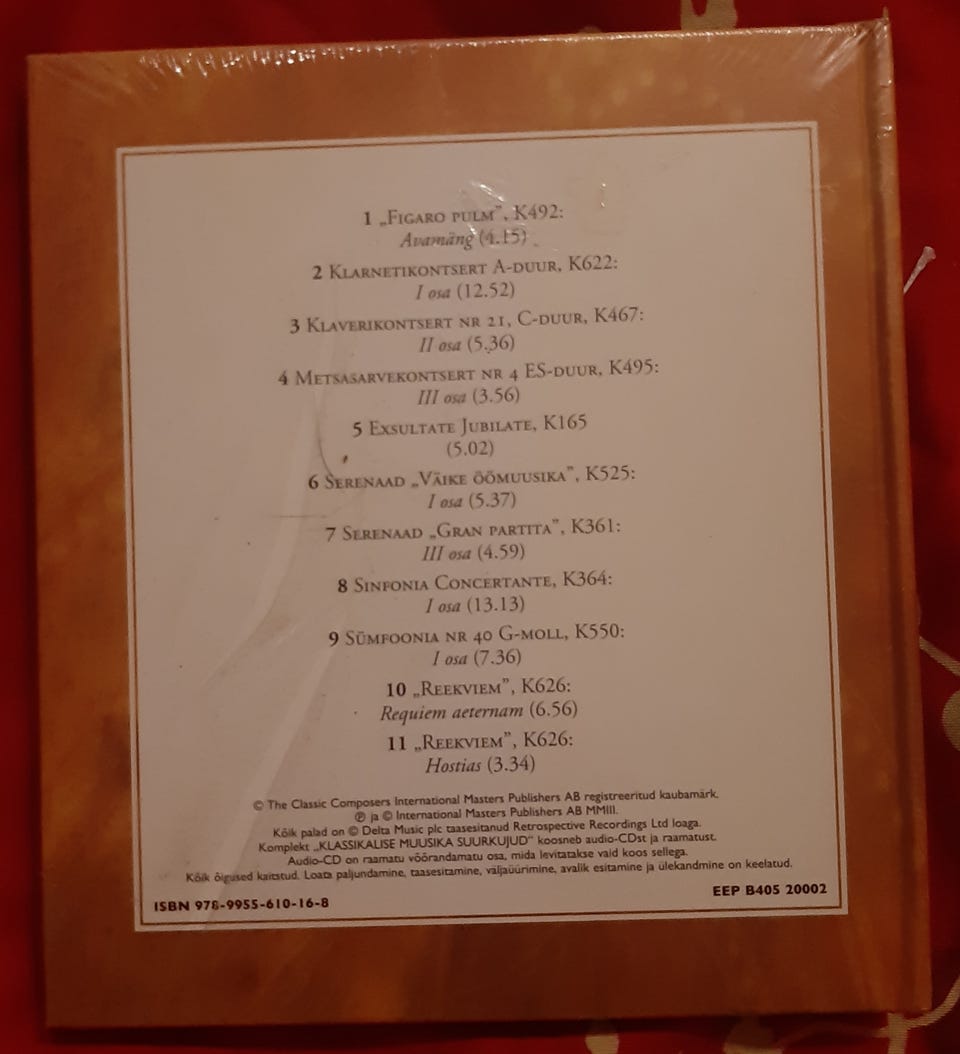 1 „Figaro pulm”, K492:
Avamäng (4.15)
2 Klarnetikontsert A-duur, K622:
I osa (12.52)
3 Klaverikontsert nr 21, C-duur, K467:
II osa (5.36)
4 Metsasarvekontsert nr 4 ES-duur, K495:
III osa (3.56)
5 Exsultate Jubilate, K165
(5.02)
6 Serenaad „Väike öömuusika”, K525:
I osa (5.37)
7 Serenaad „Gran partita”, K361:
III osa (4.59)
8 Sinfonia Concertante, K364:
I osa (13.13)
9 Sümfoonia nr 40 G-moll, K550:
I osa (7.36)
10 „Reekviem”, K626:
Requiem aeternam (6.56)
11 „Reekviem”, K626:
Hostias (3.34)
© The Classic Composers International Masters Publishers AB registreeritud kaubamärk.
℗ ja © International Masters Publishers AB MMIII.
Kõik palad on © Delta Music plc taasesitanud Retrospective Recordings Ltd loaga.
Komplekt „KLASSIKALISE MUUSIKA SUURKUJUD” koosneb audio-CDst ja raamatust.
Audio-CD on raamatu võõrandamatu osa, mida levitatakse vaid koos sellega.
Kõik õigused kaitstud. Loata paljundamine, taasesitamine, väljaüürimine, avalik esitamine ja ülekandmine on keelatud.
ISBN 978-9955-610-16-8
EEP B405 20002